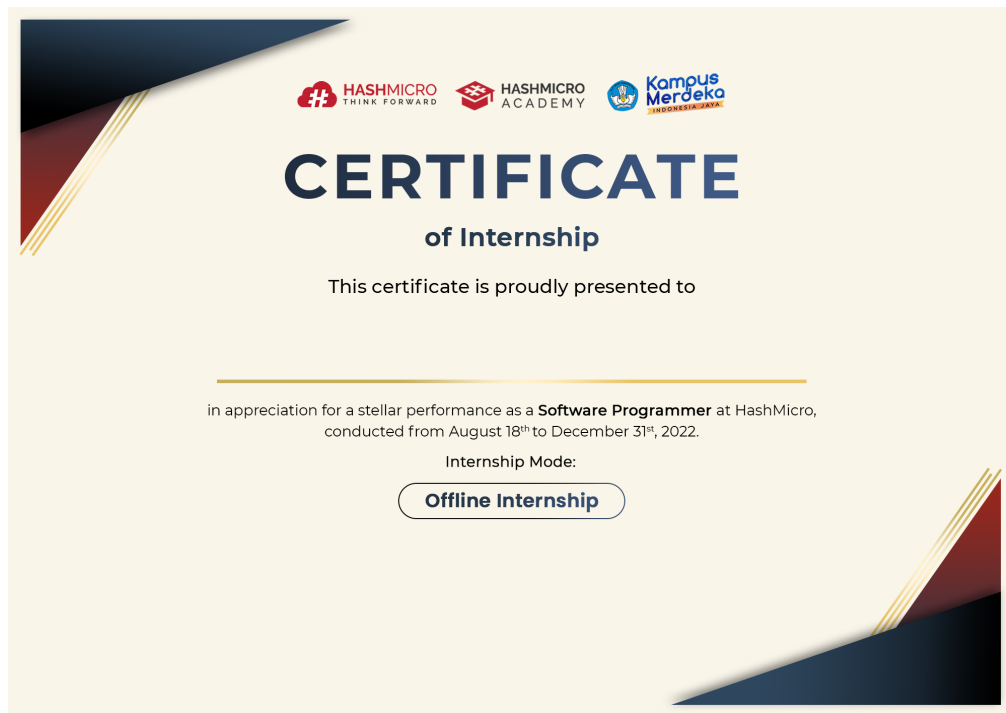 HASHMICRO
THINK FORWARD
HASHMICRO
ACADEMY
Kampus
Merdeka
INDONESIA JAYA
CERTIFICATE
of Internship
This certificate is proudly presented to
in appreciation for a stellar performance as a Software Programmer at HashMicro,
conducted from August 18th to December 31st, 2022.
Internship Mode:
Offline Internship